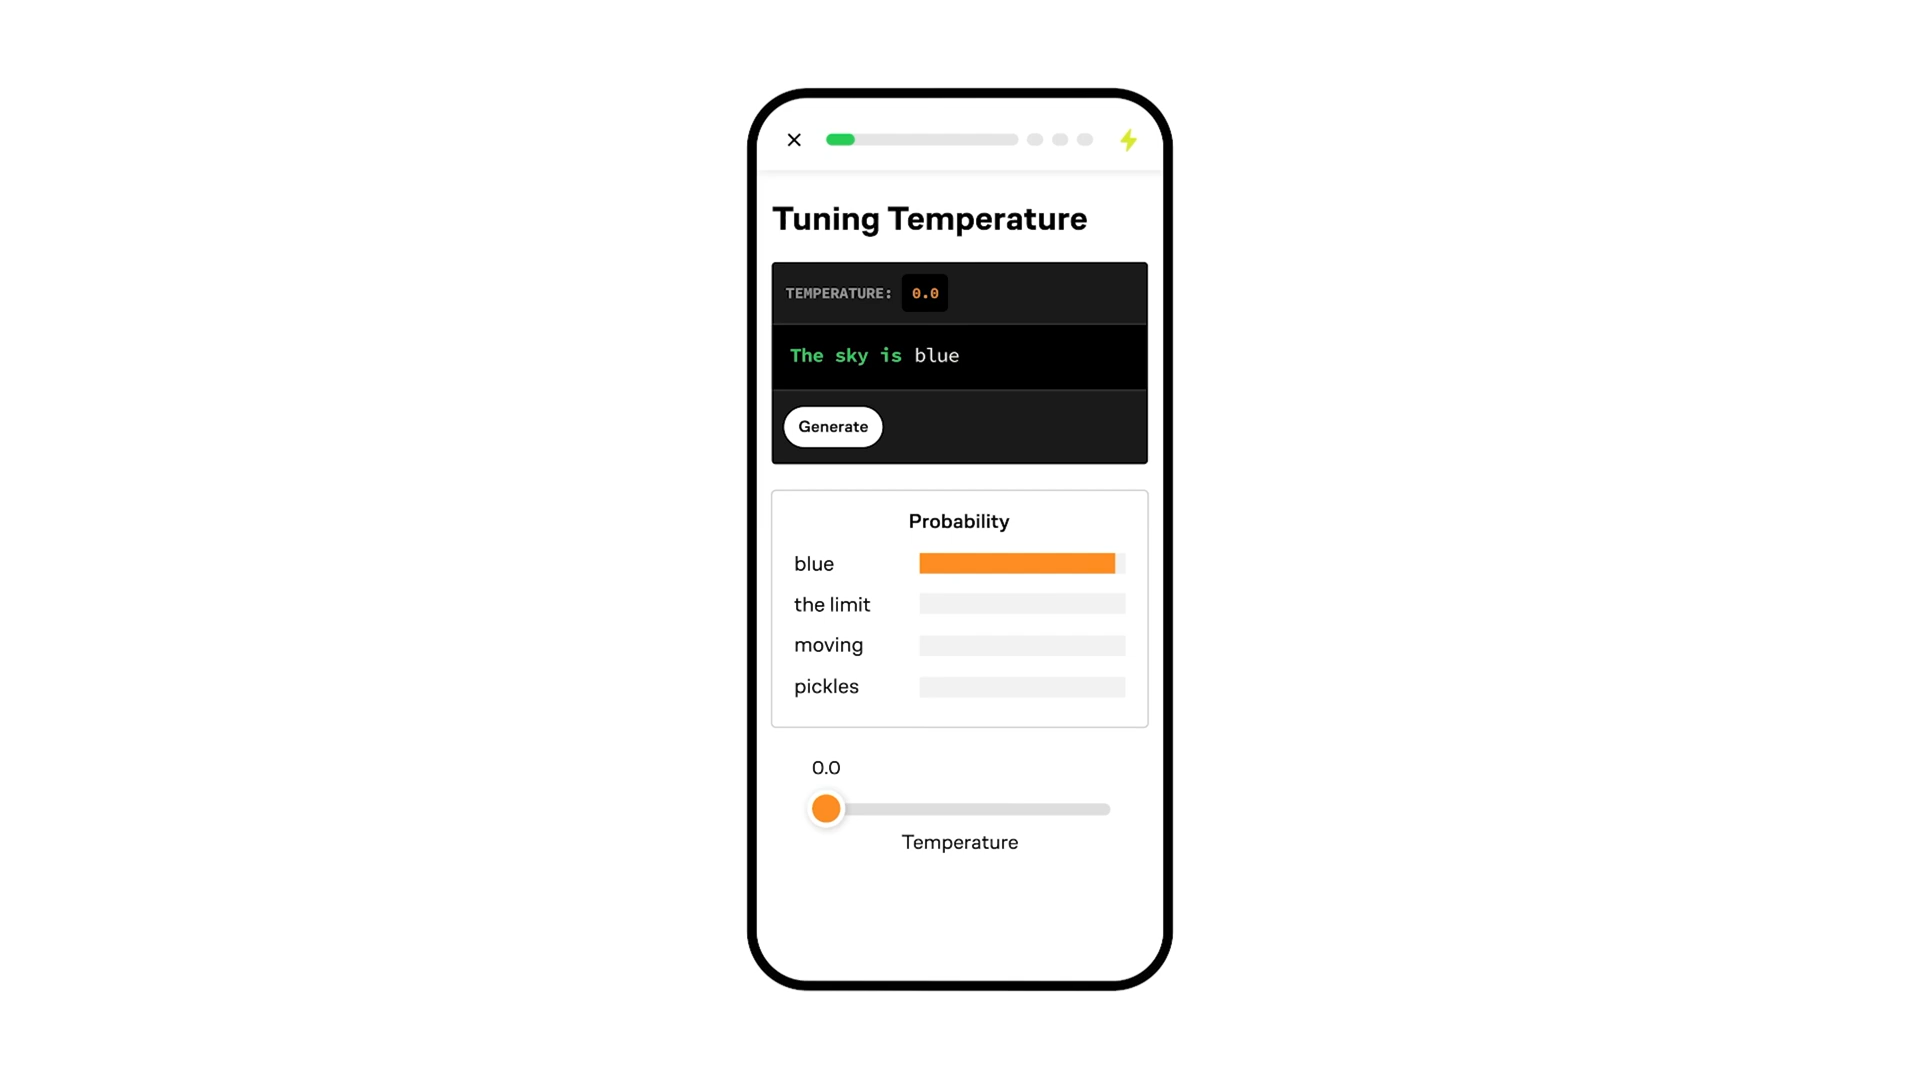 Tuning Temperature
TEMPERATURE: 0.0
The sky is blue
Generate
Probability
blue
the limit
moving
pickles
0.0
Temperature